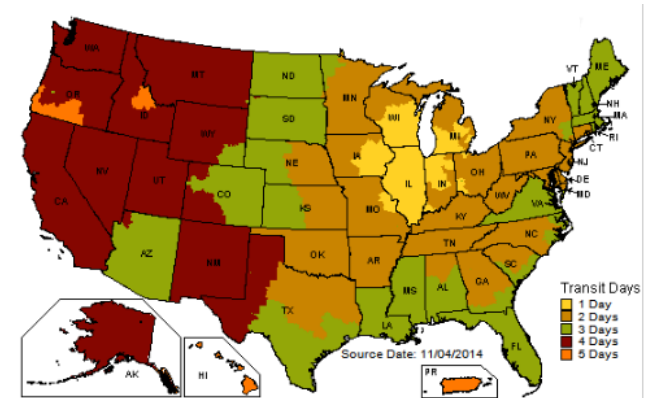 WA
MT
ND
MN
VT
ME
OR
ID
SD
WI
MI
NY
NH
MA
WY
RI
CT
IA
PA
NJ
NV
UT
CO
NE
IL
IN
OH
DE
MD
CA
KS
MO
WV
VA
KY
AZ
NM
OK
AR
TN
NC
SC
MS
AL
GA
TX
LA
FL
Transit Days
1 Day
2 Days
3 Days
4 Days
5 Days
Source Date: 11/04/2014
AK
HI
PR